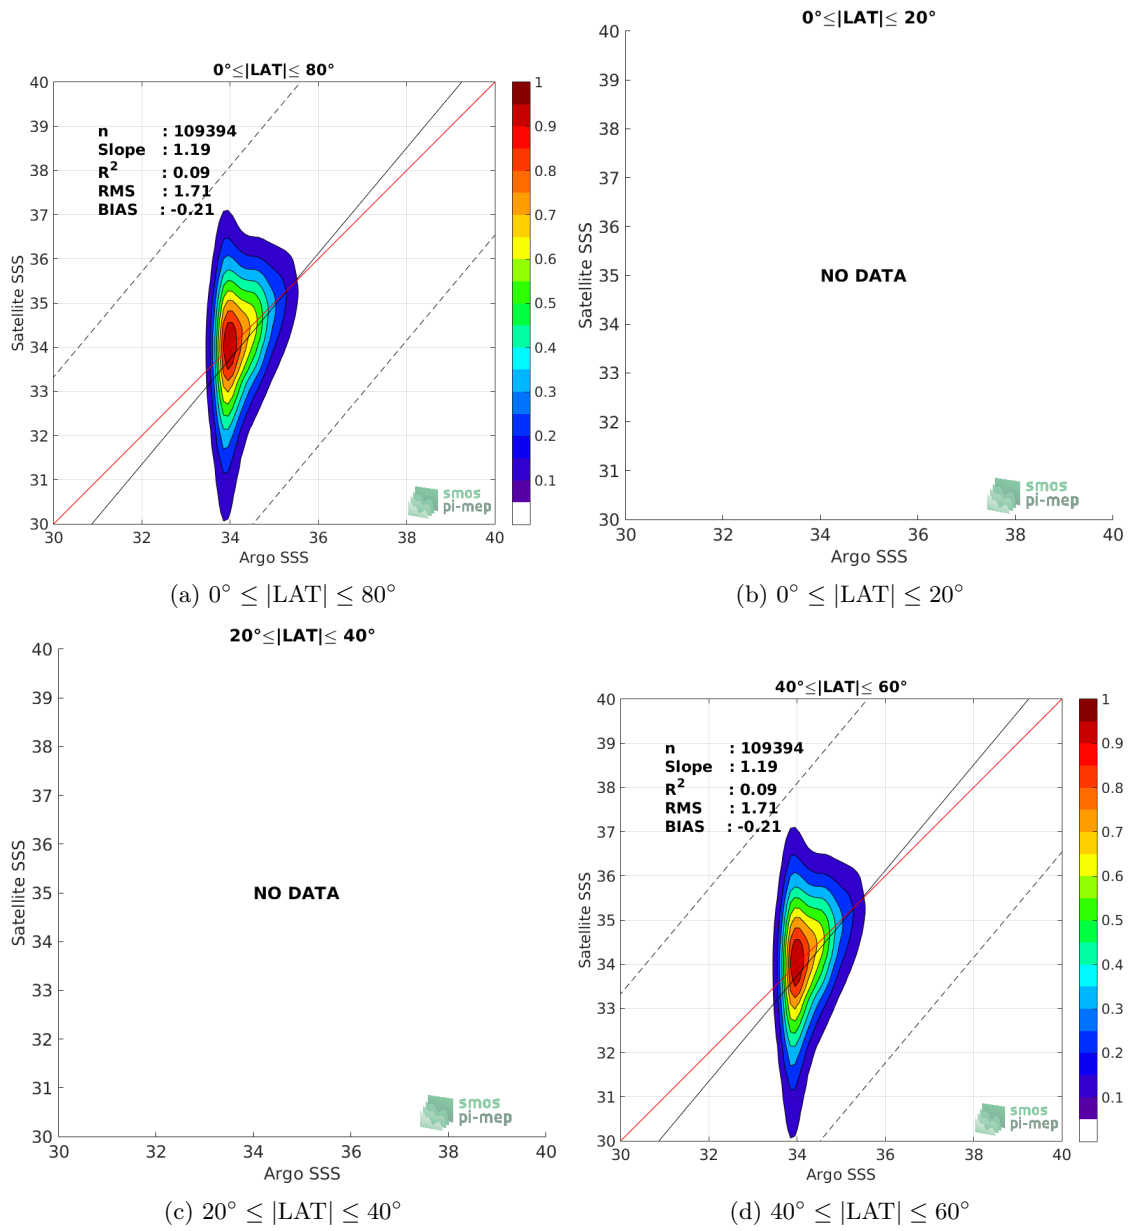 0°≤|LAT|≤ 80°
40
39
38
37
36
35
34
33
32
31
30
Satellite SSS
n : 109394
Slope : 1.19
R² : 0.09
RMS : 1.71
BIAS : -0.21
1
0.9
0.8
0.7
0.6
0.5
0.4
0.3
0.2
0.1
smos
pi-mep
30 32 34 36 38 40
Argo SSS
(a) 0° ≤ |LAT| ≤ 80°
0°≤|LAT|≤ 20°
40
39
38
37
36
35
34
33
32
31
30
Satellite SSS
NO DATA
smos
pi-mep
30 32 34 36 38 40
Argo SSS
(b) 0° ≤ |LAT| ≤ 20°
20°≤|LAT|≤ 40°
40
39
38
37
36
35
34
33
32
31
30
Satellite SSS
NO DATA
smos
pi-mep
30 32 34 36 38 40
Argo SSS
(c) 20° ≤ |LAT| ≤ 40°
40°≤|LAT|≤ 60°
40
39
38
37
36
35
34
33
32
31
30
Satellite SSS
n : 109394
Slope : 1.19
R² : 0.09
RMS : 1.71
BIAS : -0.21
1
0.9
0.8
0.7
0.6
0.5
0.4
0.3
0.2
0.1
smos
pi-mep
30 32 34 36 38 40
Argo SSS
(d) 40° ≤ |LAT| ≤ 60°